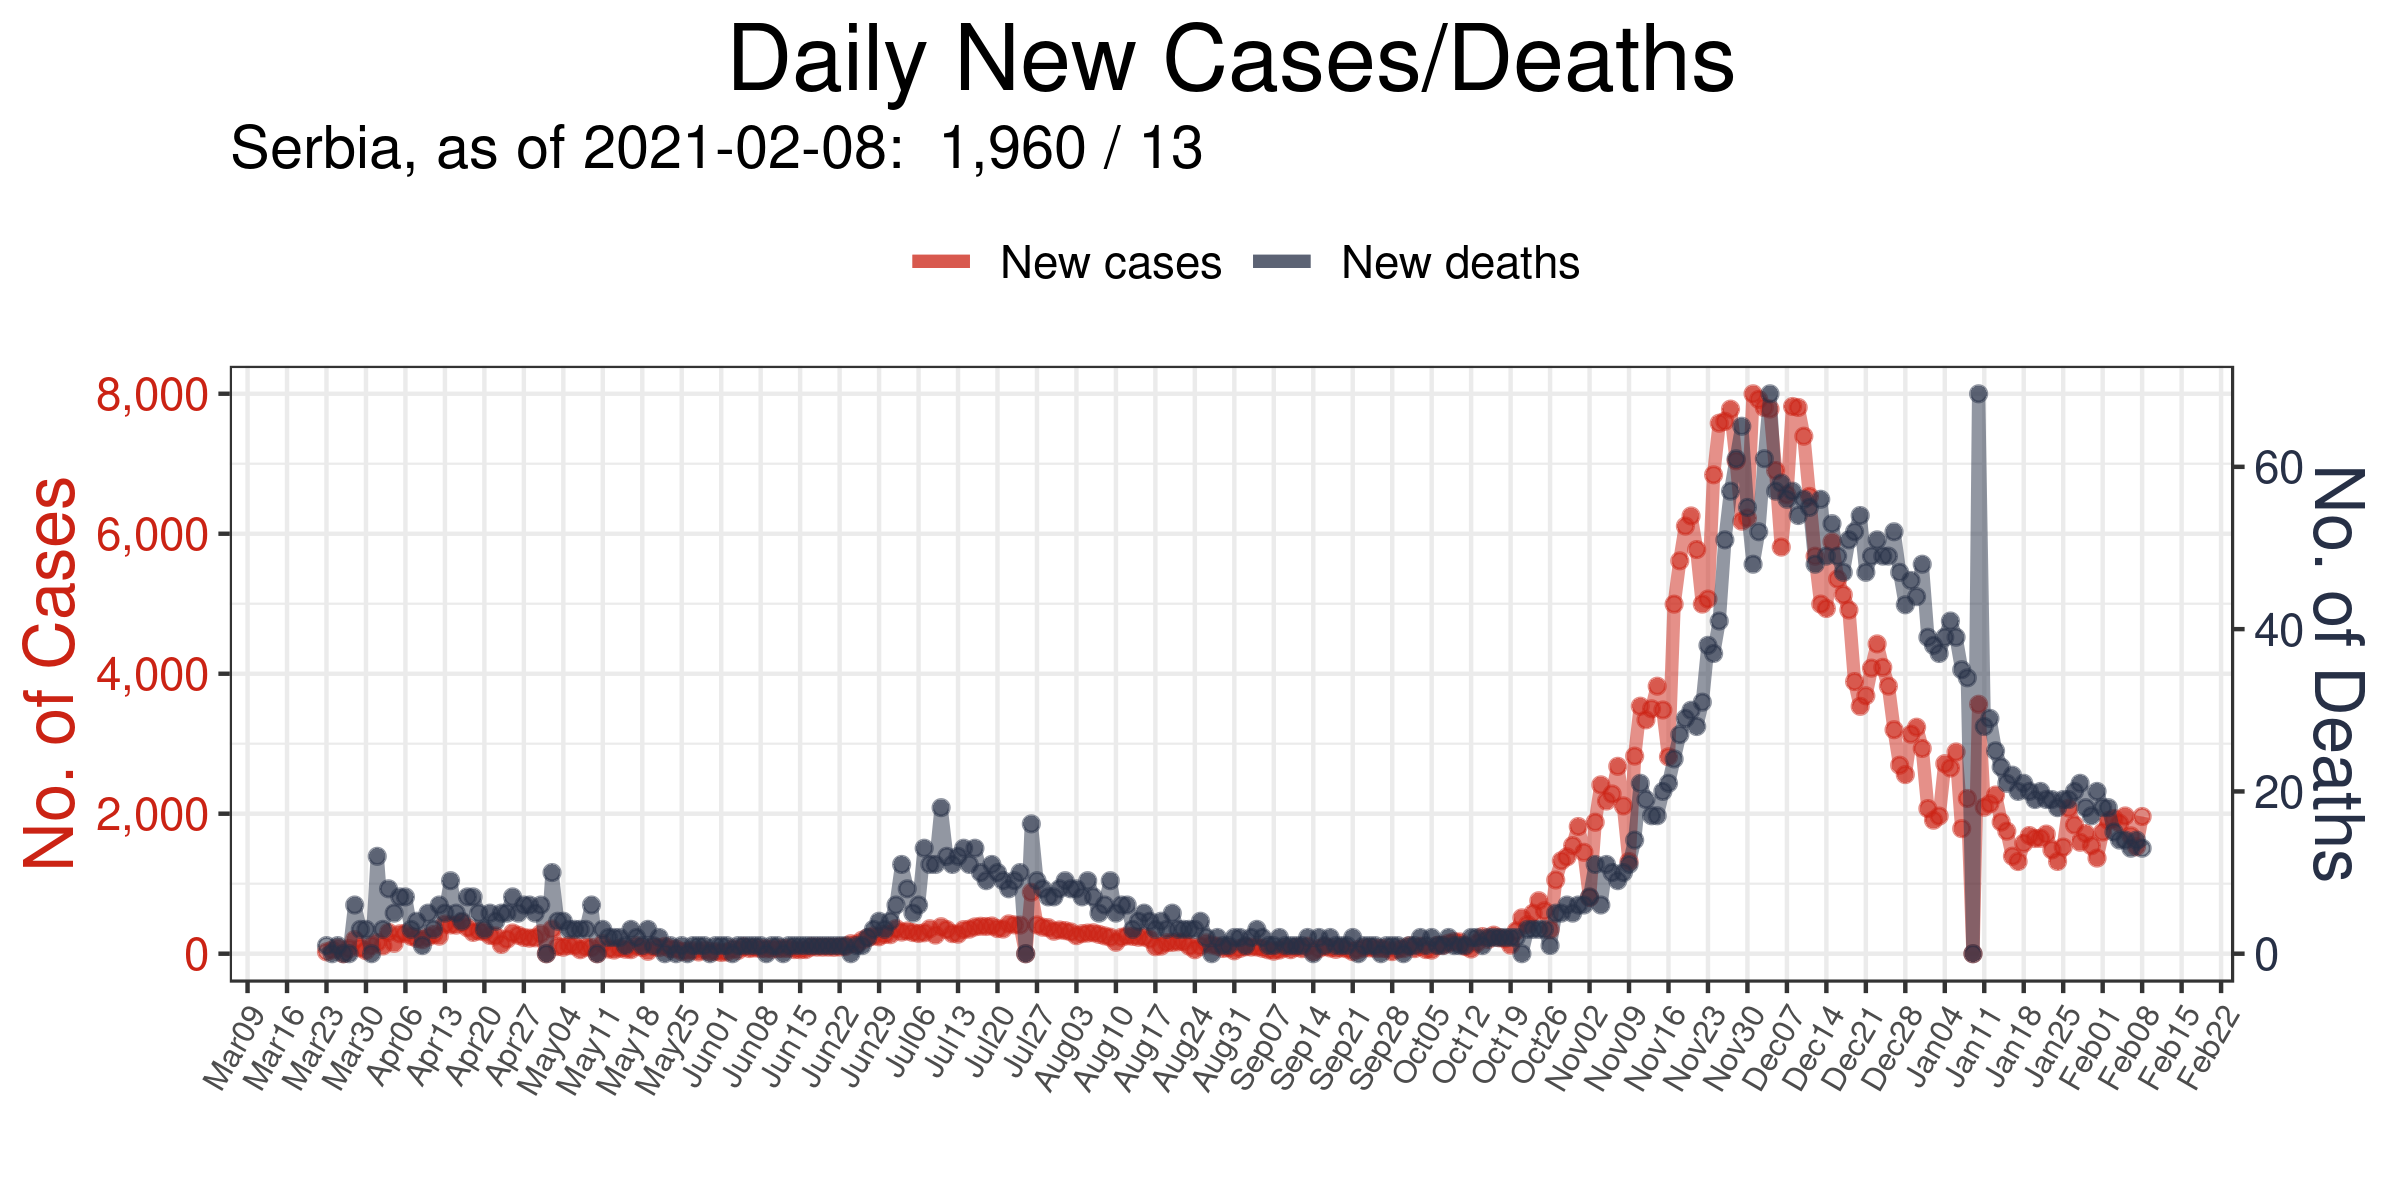 Daily New Cases/Deaths
Serbia, as of 2021-02-08:  1,960 / 13
New cases New deaths
No. of Cases
8,000
6,000
4,000
2,000
0
60
40
20
0
No. of Deaths
Mar09 Mar16 Mar23 Mar30 Apr06 Apr13 Apr20 Apr27 May04 May11 May18 May25 Jun01 Jun08 Jun15 Jun22 Jun29 Jul06 Jul13 Jul20 Jul27 Aug03 Aug10 Aug17 Aug24 Aug31 Sep07 Sep14 Sep21 Sep28 Oct05 Oct12 Oct19 Oct26 Nov02 Nov09 Nov16 Nov23 Nov30 Dec07 Dec14 Dec21 Dec28 Jan04 Jan11 Jan18 Jan25 Feb01 Feb08 Feb15 Feb22